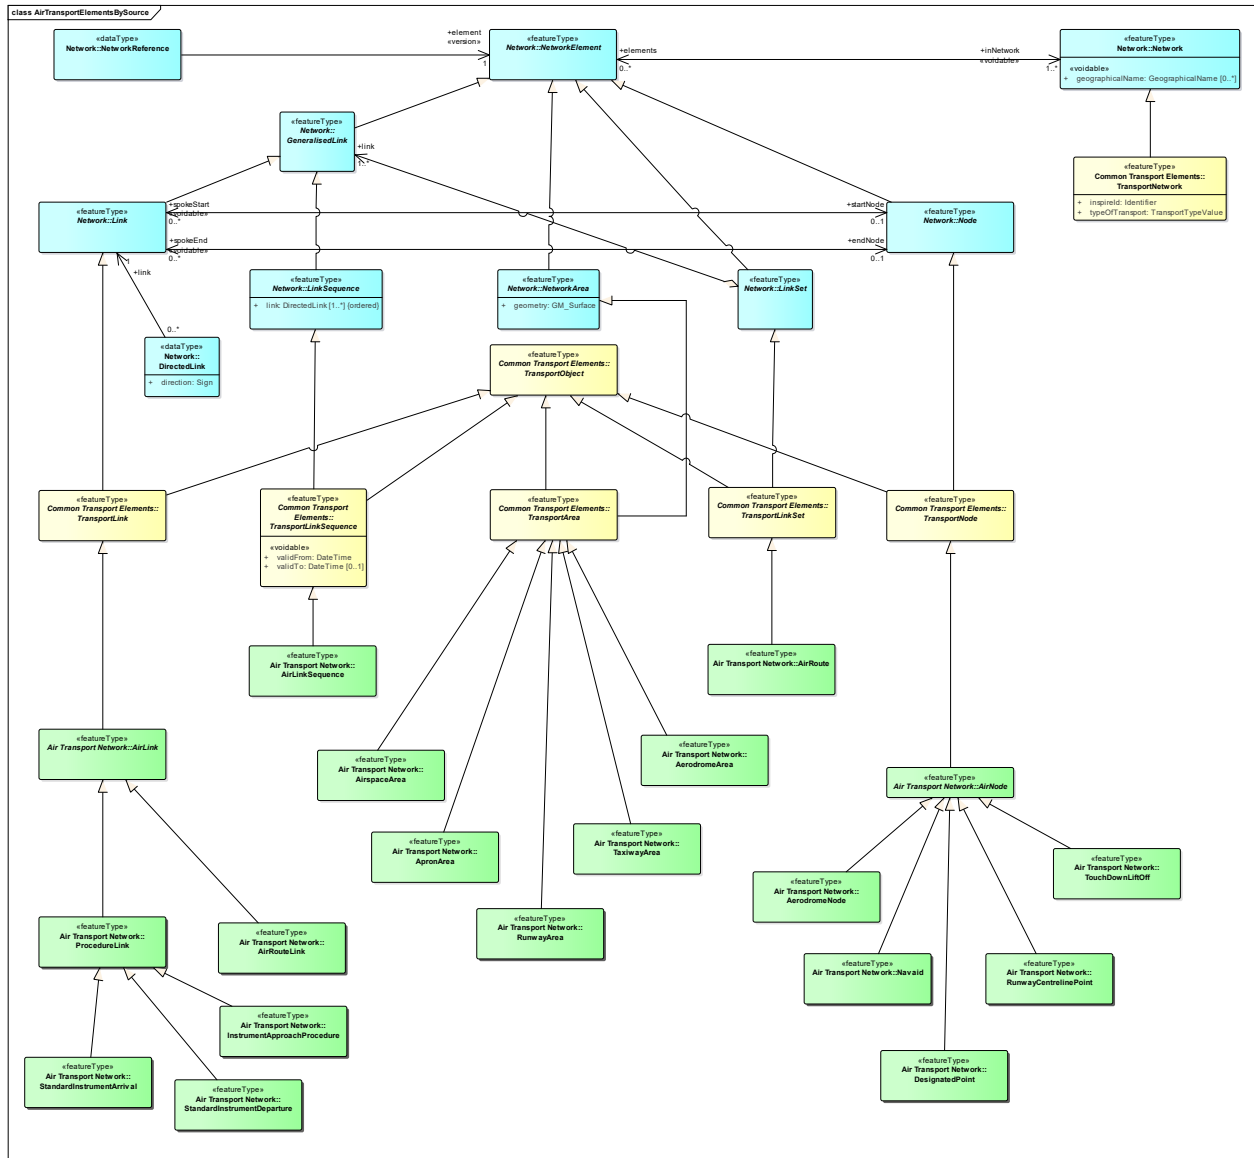 class AirTransportElementsBySource
«dataType»
Network::NetworkReference
+element
«version»
1
«featureType»
Network::NetworkElement
+elements
0..*
+inNetwork
«voidable»
1..*
«featureType»
Network::Network
«voidable»
+ geographicalName: GeographicalName [0..*]
«featureType»
Network::
GeneralisedLink
+link
1..*
«featureType»
Common Transport Elements::
TransportNetwork
+ inspireId: Identifier
+ typeOfTransport: TransportTypeValue
«featureType»
Network::Link
+spokeStart
«voidable»
0..*
+startNode
0..1
«featureType»
Network::Node
+spokeEnd
«voidable»
0..*
+endNode
0..1
1
+link
0..*
«featureType»
Network::LinkSequence
+ link: DirectedLink [1..*] {ordered}
«featureType»
Network::NetworkArea
+ geometry: GM_Surface
«featureType»
Network::LinkSet
«dataType»
Network::
DirectedLink
+ direction: Sign
«featureType»
Common Transport Elements::
TransportObject
«featureType»
Common Transport Elements::
TransportLink
«featureType»
Common Transport
Elements::
TransportLinkSequence
«voidable»
+ validFrom: DateTime
+ validTo: DateTime [0..1]
«featureType»
Common Transport Elements::
TransportArea
«featureType»
Common Transport Elements::
TransportLinkSet
«featureType»
Common Transport Elements::
TransportNode
«featureType»
Air Transport Network::
AirLinkSequence
«featureType»
Air Transport Network::AirRoute
«featureType»
Air Transport Network::AirLink
«featureType»
Air Transport Network::
AirspaceArea
«featureType»
Air Transport Network::
AerodromeArea
«featureType»
Air Transport Network::AirNode
«featureType»
Air Transport Network::
ApronArea
«featureType»
Air Transport Network::
TaxiwayArea
«featureType»
Air Transport Network::
TouchDownLiftOff
«featureType»
Air Transport Network::
AerodromeNode
«featureType»
Air Transport Network::
ProcedureLink
«featureType»
Air Transport Network::
AirRouteLink
«featureType»
Air Transport Network::
RunwayArea
«featureType»
Air Transport Network::Navaid
«featureType»
Air Transport Network::
RunwayCentrelinePoint
«featureType»
Air Transport Network::
InstrumentApproachProcedure
«featureType»
Air Transport Network::
StandardInstrumentArrival
«featureType»
Air Transport Network::
StandardInstrumentDeparture
«featureType»
Air Transport Network::
DesignatedPoint